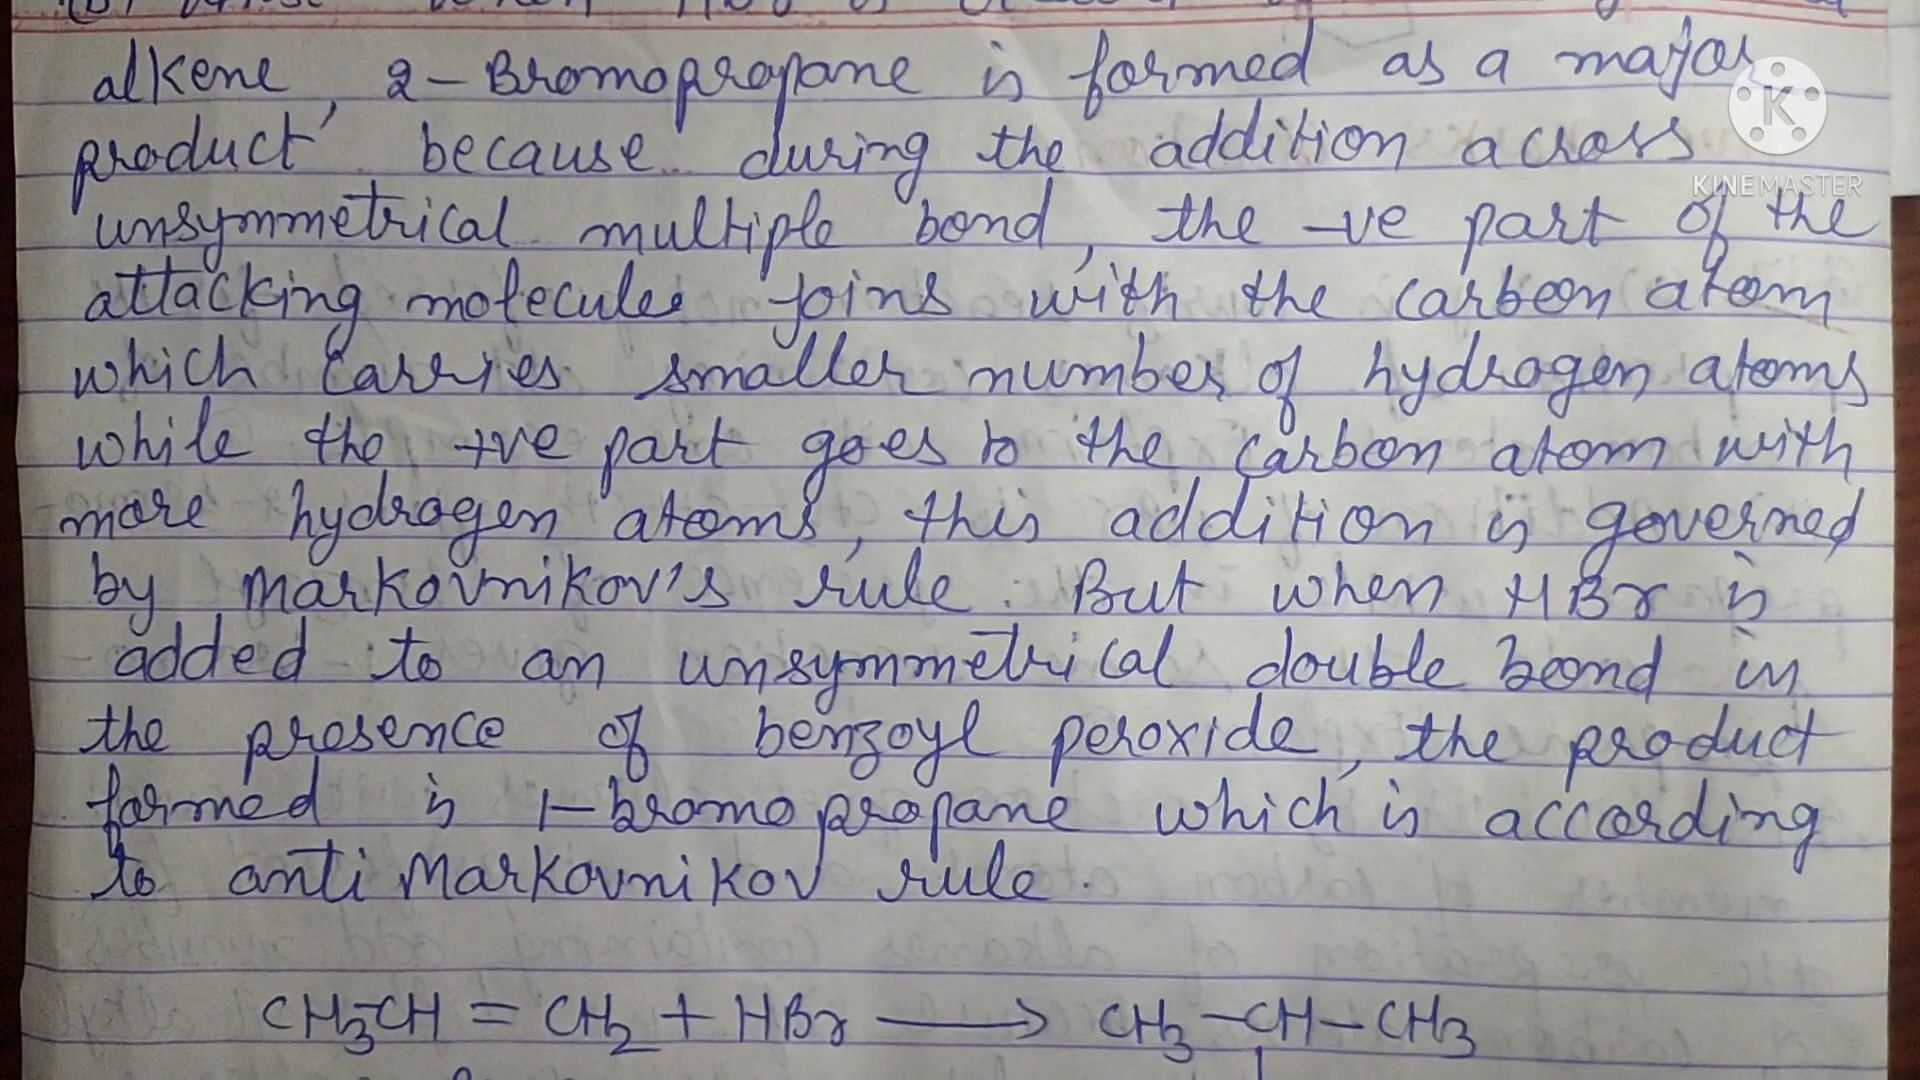 alkene, 2-Bromopropane is formed as a major
product, because during the addition across
unsymmetrical multiple bond, the -ve part of the
attacking molecule joins with the carbon atom
which carries smaller number of hydrogen atoms
while the +ve part goes to the carbon atom with
more hydrogen atoms, this addition is governed
by Markovnikov's rule. But when HBr is
added to an unsymmetrical double bond in
the presence of benzoyl peroxide, the product
formed is 1-bromopropane which is according
to anti Markovnikov rule.
CH3-CH = CH2 + HBr ⟶ CH3-CH-CH3
K
KINEMASTER